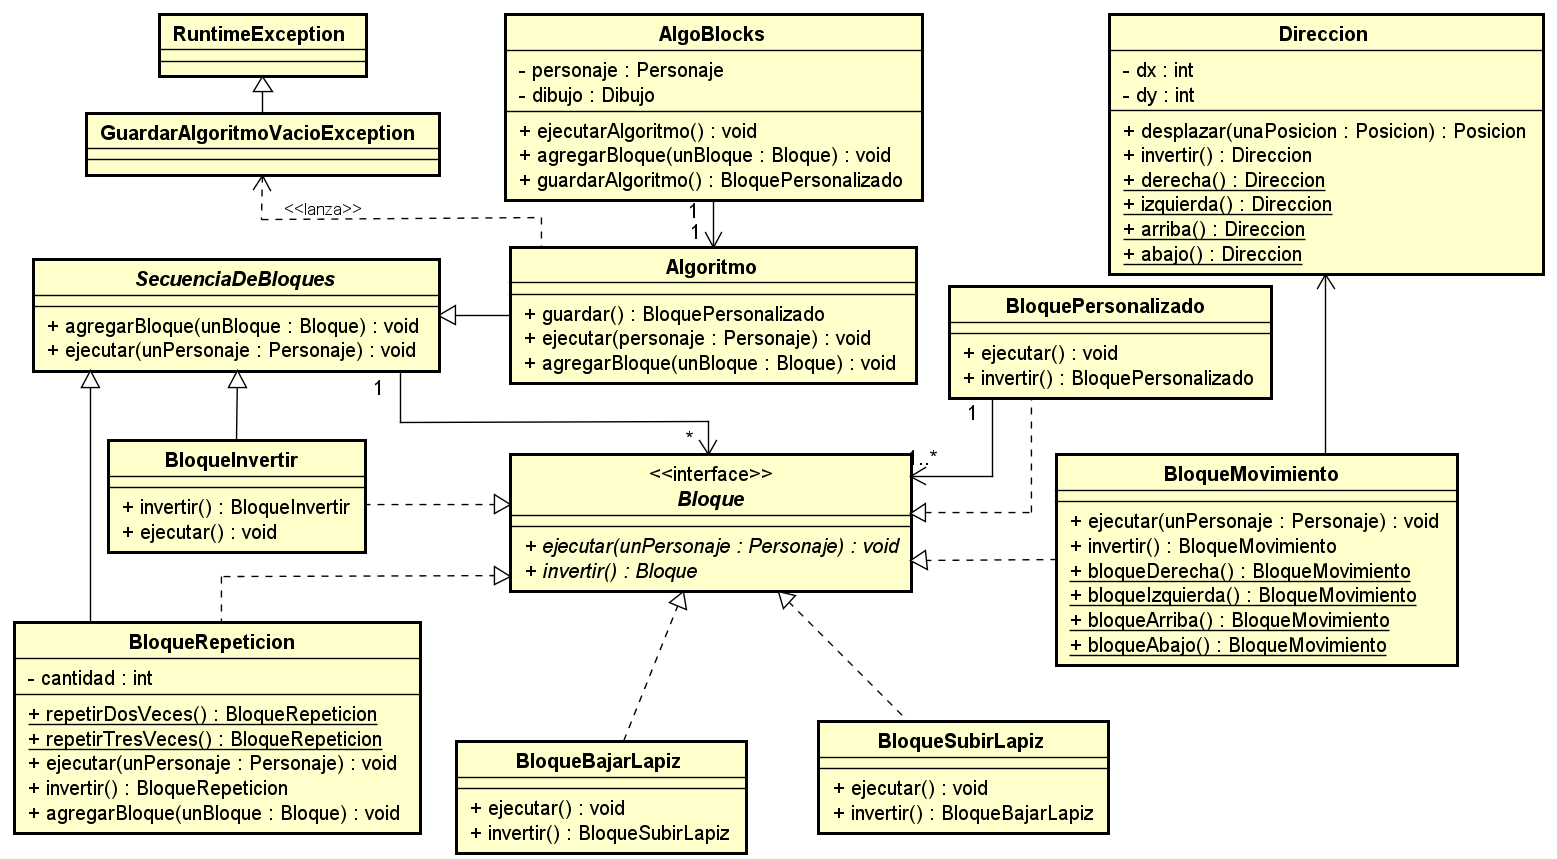 RuntimeException
GuardarAlgoritmoVacioException
<<lanza>>
AlgoBlocks
- personaje : Personaje
- dibujo : Dibujo
+ ejecutarAlgoritmo() : void
+ agregarBloque(unBloque : Bloque) : void
+ guardarAlgoritmo() : BloquePersonalizado
1
1
Direccion
- dx : int
- dy : int
+ desplazar(unaPosicion : Posicion) : Posicion
+ invertir() : Direccion
+ derecha() : Direccion
+ izquierda() : Direccion
+ arriba() : Direccion
+ abajo() : Direccion
SecuenciaDeBloques
+ agregarBloque(unBloque : Bloque) : void
+ ejecutar(unPersonaje : Personaje) : void
1
*
Algoritmo
+ guardar() : BloquePersonalizado
+ ejecutar(personaje : Personaje) : void
+ agregarBloque(unBloque : Bloque) : void
BloquePersonalizado
+ ejecutar() : void
+ invertir() : BloquePersonalizado
1
1..*
BloqueInvertir
+ invertir() : BloqueInvertir
+ ejecutar() : void
<<interface>>
Bloque
+ ejecutar(unPersonaje : Personaje) : void
+ invertir() : Bloque
BloqueMovimiento
+ ejecutar(unPersonaje : Personaje) : void
+ invertir() : BloqueMovimiento
+ bloqueDerecha() : BloqueMovimiento
+ bloqueIzquierda() : BloqueMovimiento
+ bloqueArriba() : BloqueMovimiento
+ bloqueAbajo() : BloqueMovimiento
BloqueRepeticion
- cantidad : int
+ repetirDosVeces() : BloqueRepeticion
+ repetirTresVeces() : BloqueRepeticion
+ ejecutar(unPersonaje : Personaje) : void
+ invertir() : BloqueRepeticion
+ agregarBloque(unBloque : Bloque) : void
BloqueBajarLapiz
+ ejecutar() : void
+ invertir() : BloqueSubirLapiz
BloqueSubirLapiz
+ ejecutar() : void
+ invertir() : BloqueBajarLapiz